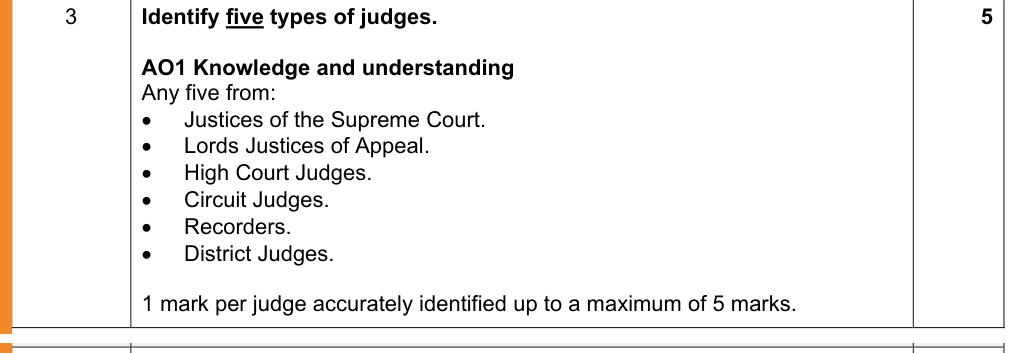 3 Identify five types of judges. 5
AO1 Knowledge and understanding
Any five from:
• Justices of the Supreme Court.
• Lords Justices of Appeal.
• High Court Judges.
• Circuit Judges.
• Recorders.
• District Judges.
1 mark per judge accurately identified up to a maximum of 5 marks.